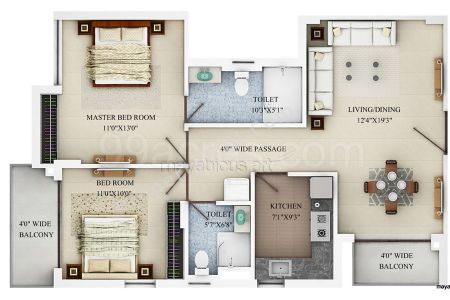 MASTER BED ROOM
11'0"X13'0"
TOILET
10'3"X5'1"
LIVING/DINING
12'4"X19'3"
4'0" WIDE PASSAGE
BED ROOM
11'0"X10'0"
4'0" WIDE
BALCONY
TOILET
5'7"X6'8"
KITCHEN
7'1"X9'3"
4'0" WIDE
BALCONY
maya